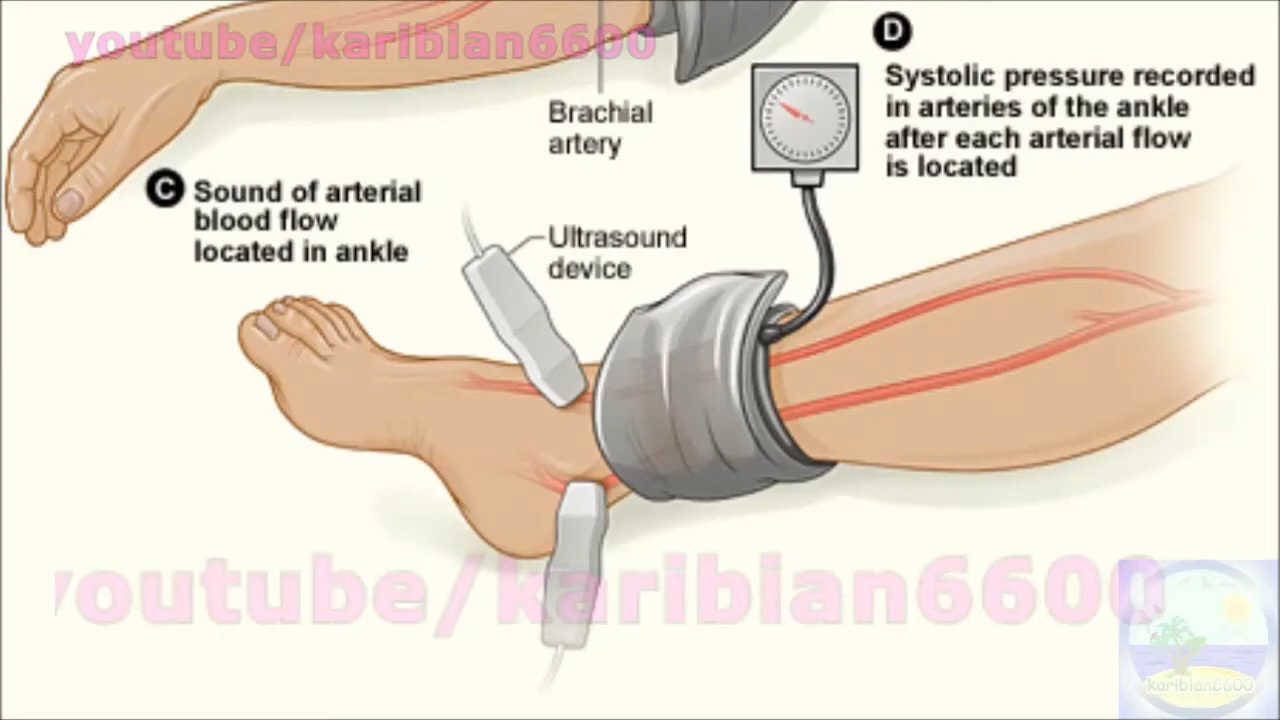 youtube/kariblan6600
D
Systolic pressure recorded
in arteries of the ankle
after each arterial flow
is located
Brachial
artery
C
Sound of arterial
blood flow
located in ankle
Ultrasound
device
youtube/kariblan6600
kariblan6600